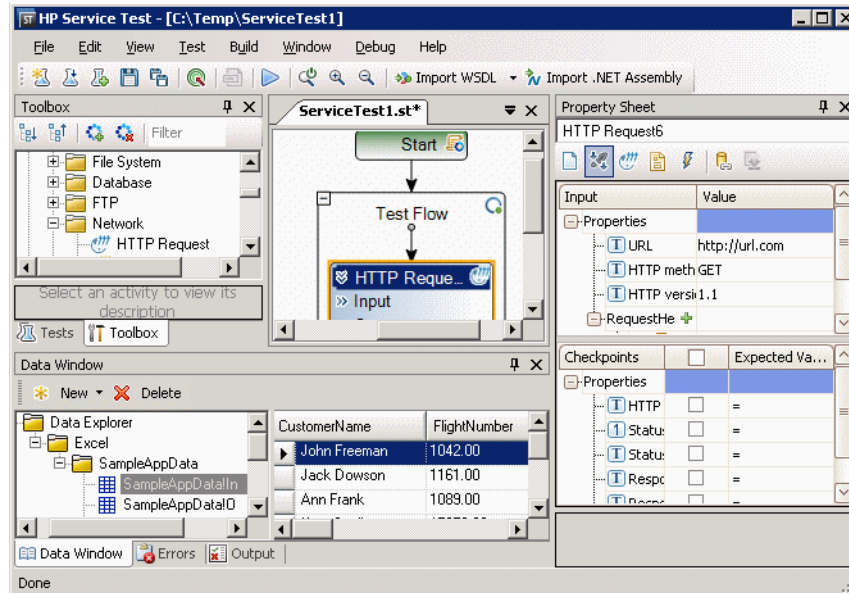 ST HP Service Test - [C:\Temp\ServiceTest1]
File Edit View Test Build Window Debug Help
Import WSDL Import .NET Assembly
Toolbox
Filter
File System
Database
FTP
Network
HTTP Request
Select an activity to view its
description
Tests Toolbox
ServiceTest1.st*
Start
Test Flow
HTTP Reque...
Input
Property Sheet
HTTP Request6
Input Value
Properties
URL http://url.com
HTTP meth GET
HTTP versi 1.1
RequestHe
Checkpoints Expected Va...
Properties
HTTP =
Status =
Status =
Respo =
Data Window
New Delete
Data Explorer
Excel
SampleAppData
SampleAppData!In
SampleAppData!O
CustomerName FlightNumber
John Freeman 1042.00
Jack Dowson 1161.00
Ann Frank 1089.00
Data Window Errors Output
Done